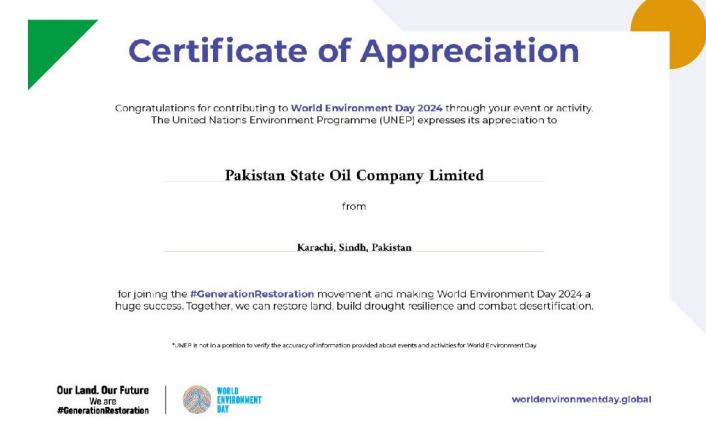 Certificate of Appreciation
Congratulations for contributing to World Environment Day 2024 through your event or activity.
The United Nations Environment Programme (UNEP) expresses its appreciation to
Pakistan State Oil Company Limited
from
Karachi, Sindh, Pakistan
for joining the #GenerationRestoration movement and making World Environment Day 2024 a
huge success. Together, we can restore land, build drought resilience and combat desertification.
*UNEP is not in a position to verify the accuracy of information provided about events and activities for World Environment Day
Our Land. Our Future
We are
#GenerationRestoration
WORLD
ENVIRONMENT
DAY
worldenvironmentday.global